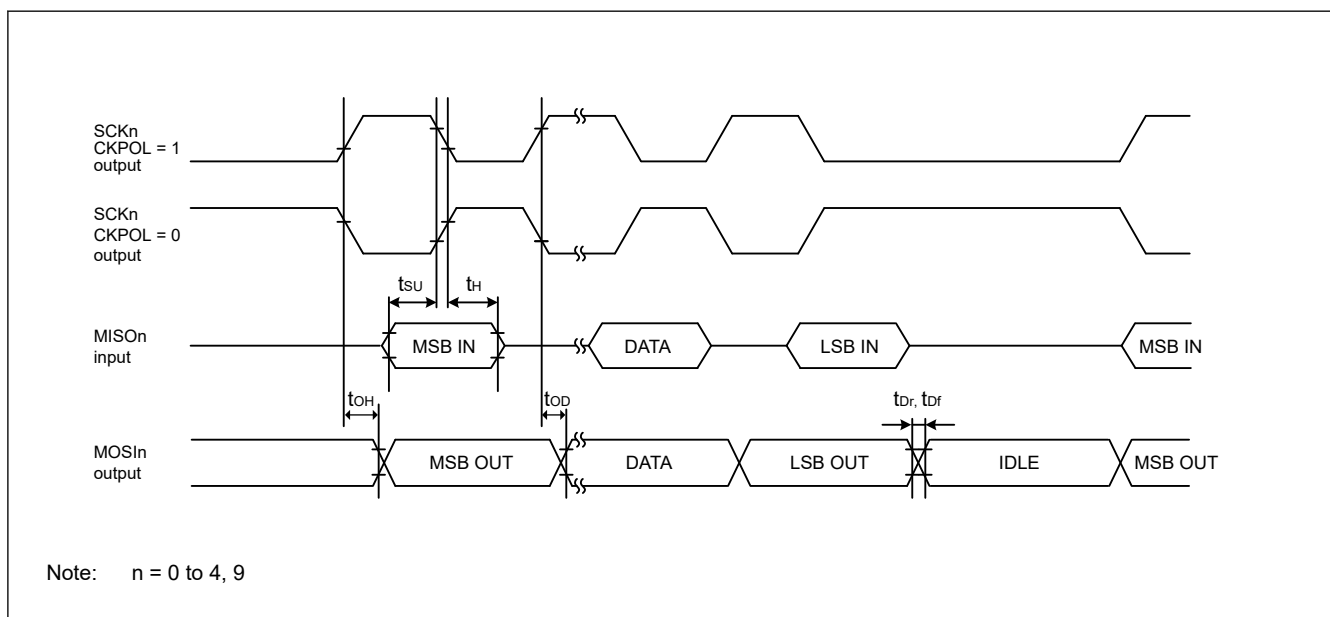 SCKn
CKPOL = 1
output
SCKn
CKPOL = 0
output
tSU
tH
MISOn
input
MSB IN
DATA
LSB IN
MSB IN
tOH
tOD
tDr, tDf
MOSIn
output
MSB OUT
DATA
LSB OUT
IDLE
MSB OUT
Note: n = 0 to 4, 9